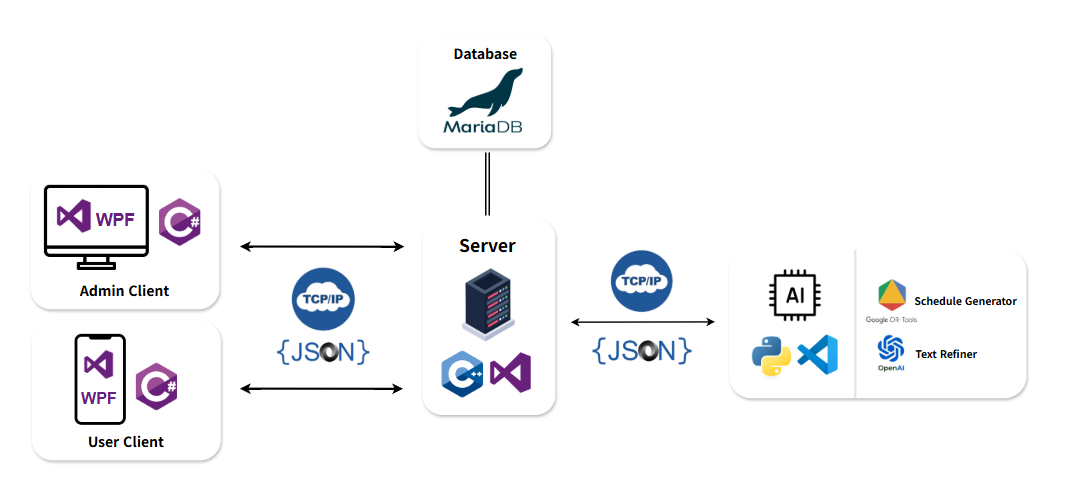 Database
MariaDB
WPF
C#
Admin Client
TCP/IP
{JSON}
WPF
C#
User Client
Server
C++
TCP/IP
{JSON}
AI
Google OR-Tools
Schedule Generator
OpenAI
Text Refiner